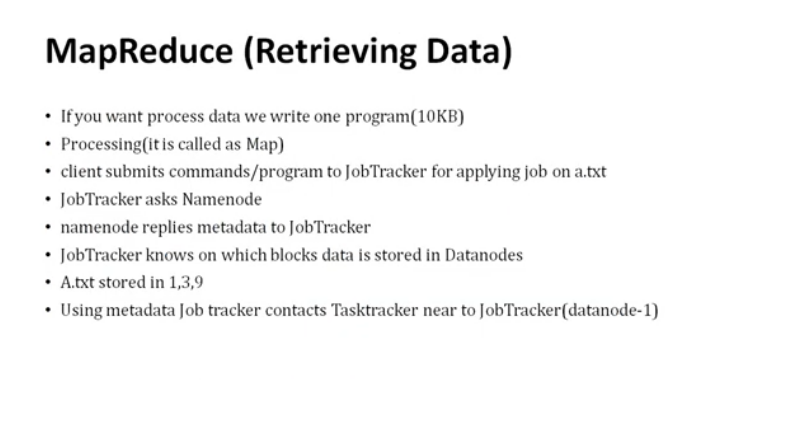 MapReduce (Retrieving Data)
• If you want process data we write one program(10KB)
• Processing(it is called as Map)
• client submits commands/program to JobTracker for applying job on a.txt
• JobTracker asks Namenode
• namenode replies metadata to JobTracker
• JobTracker knows on which blocks data is stored in Datanodes
• A.txt stored in 1,3,9
• Using metadata Job tracker contacts Tasktracker near to JobTracker(datanode-1)